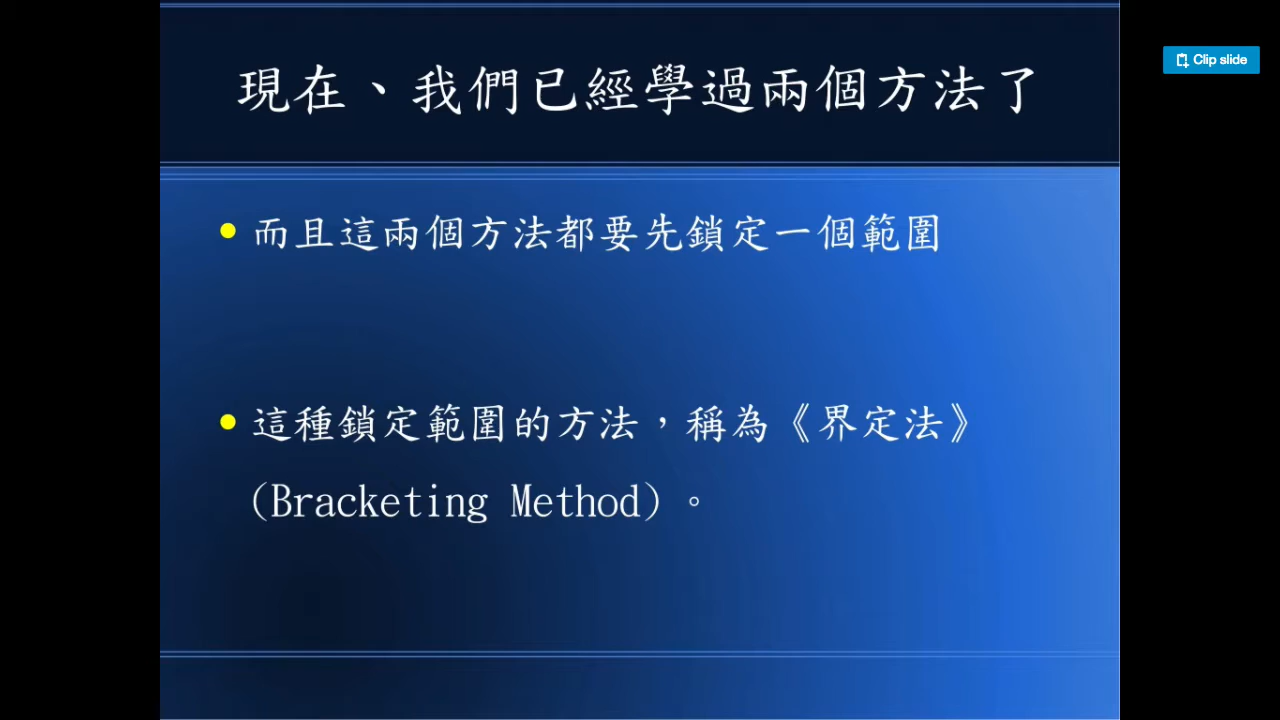 Clip slide
現在、我們已經學過兩個方法了
而且這兩個方法都要先鎖定一個範圍
這種鎖定範圍的方法，稱為《界定法》
(Bracketing Method)。